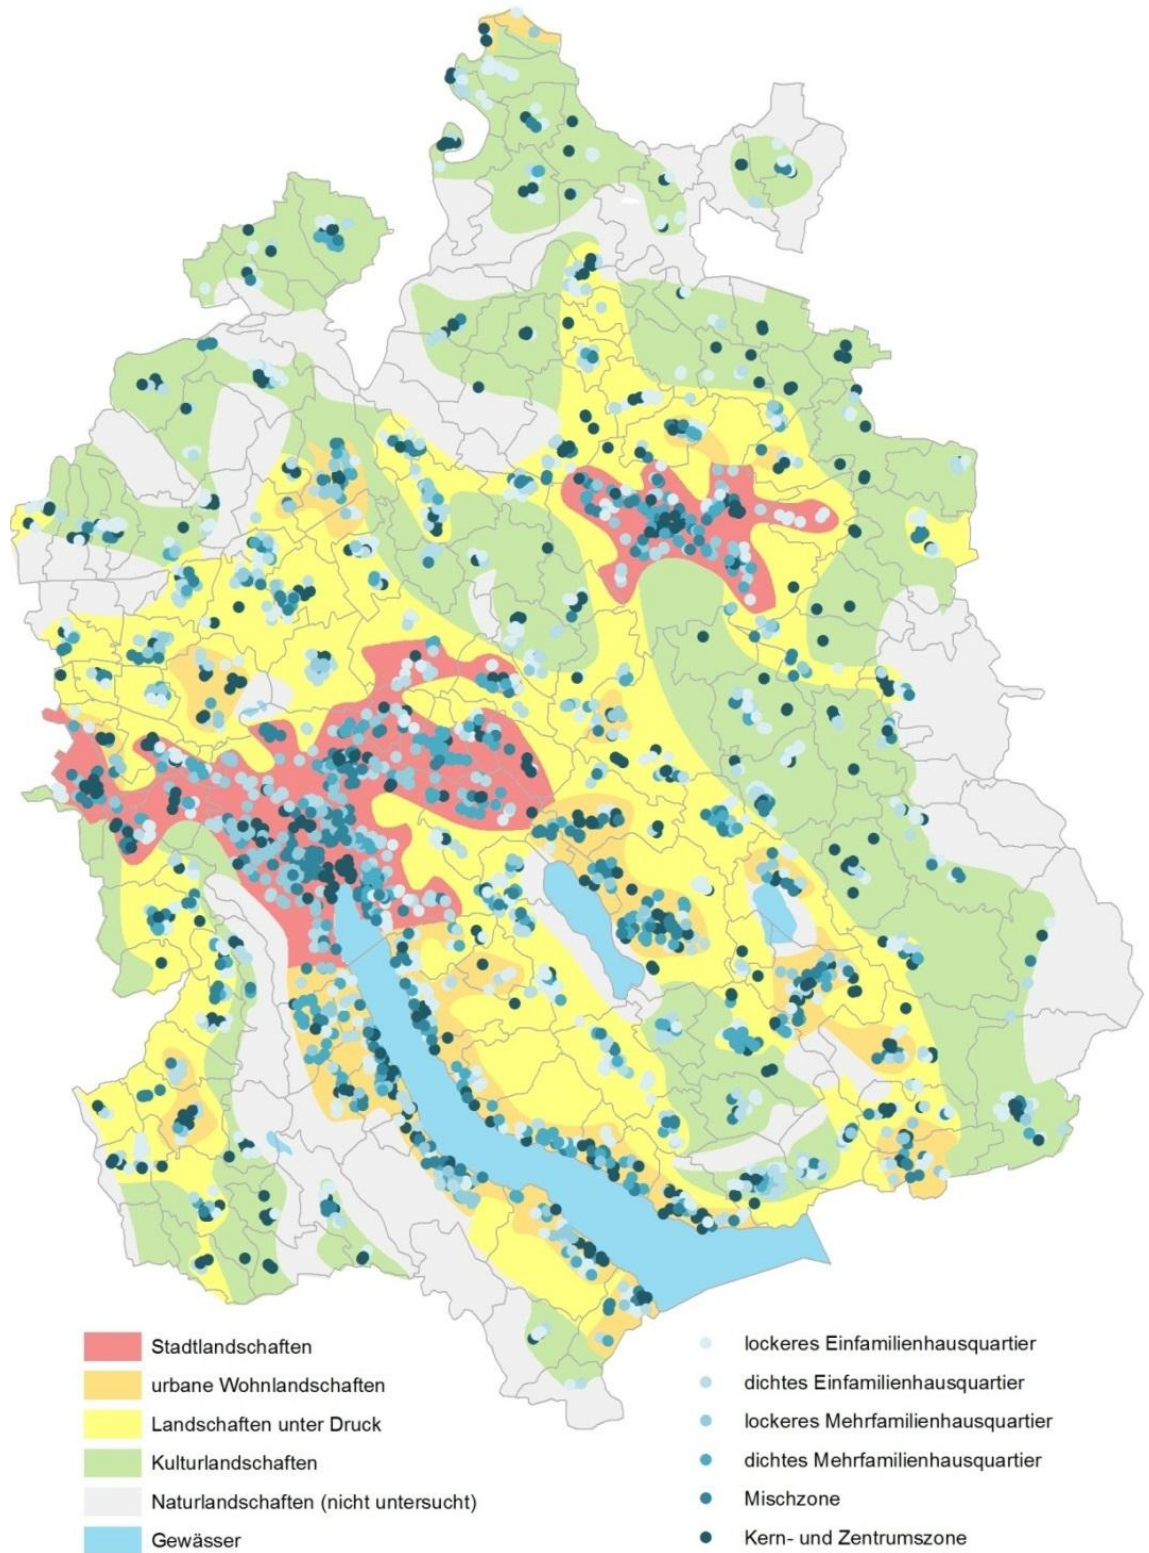 Stadtlandschaften
urbane Wohnlandschaften
Landschaften unter Druck
Kulturlandschaften
Naturlandschaften (nicht untersucht)
Gewässer
lockeres Einfamilienhausquartier
dichtes Einfamilienhausquartier
lockeres Mehrfamilienhausquartier
dichtes Mehrfamilienhausquartier
Mischzone
Kern- und Zentrumszone